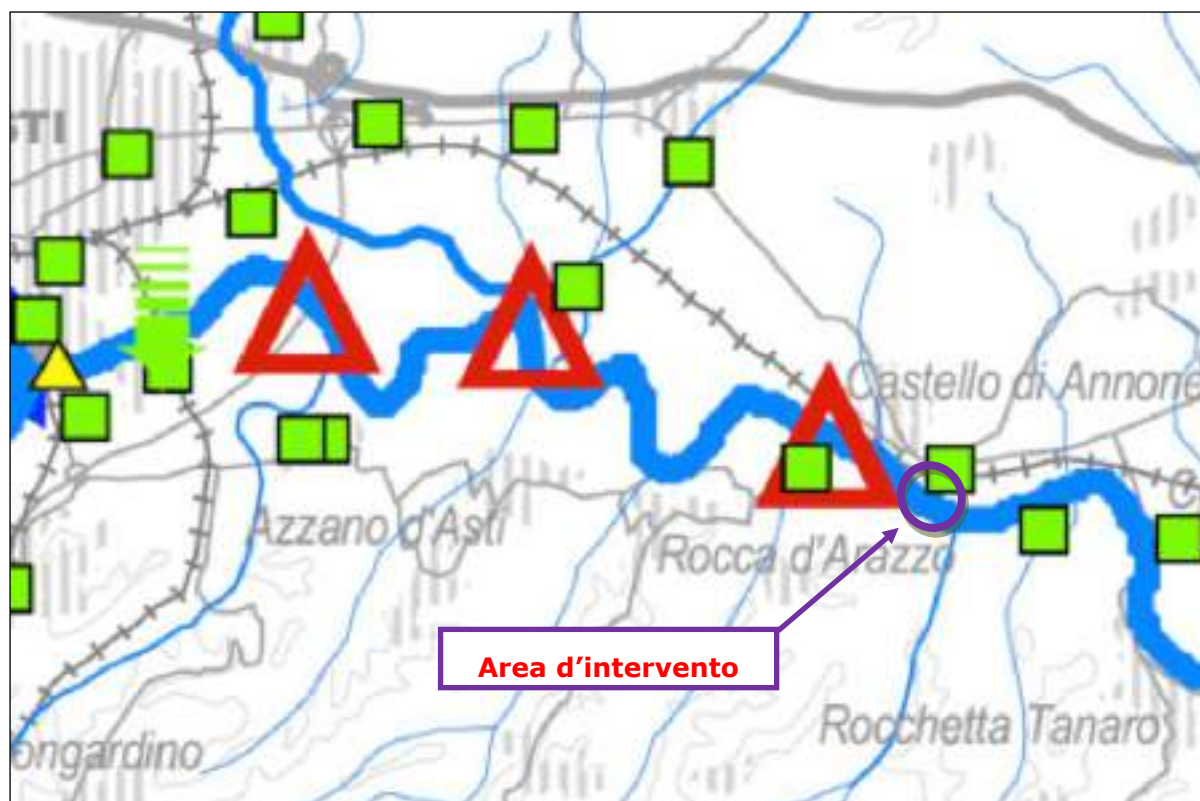 STI
Castello di Annone
C
Azzano d'Asti
Rocca d'Arazzo
Area d’intervento
Rocchetta Tanaro
ongardino